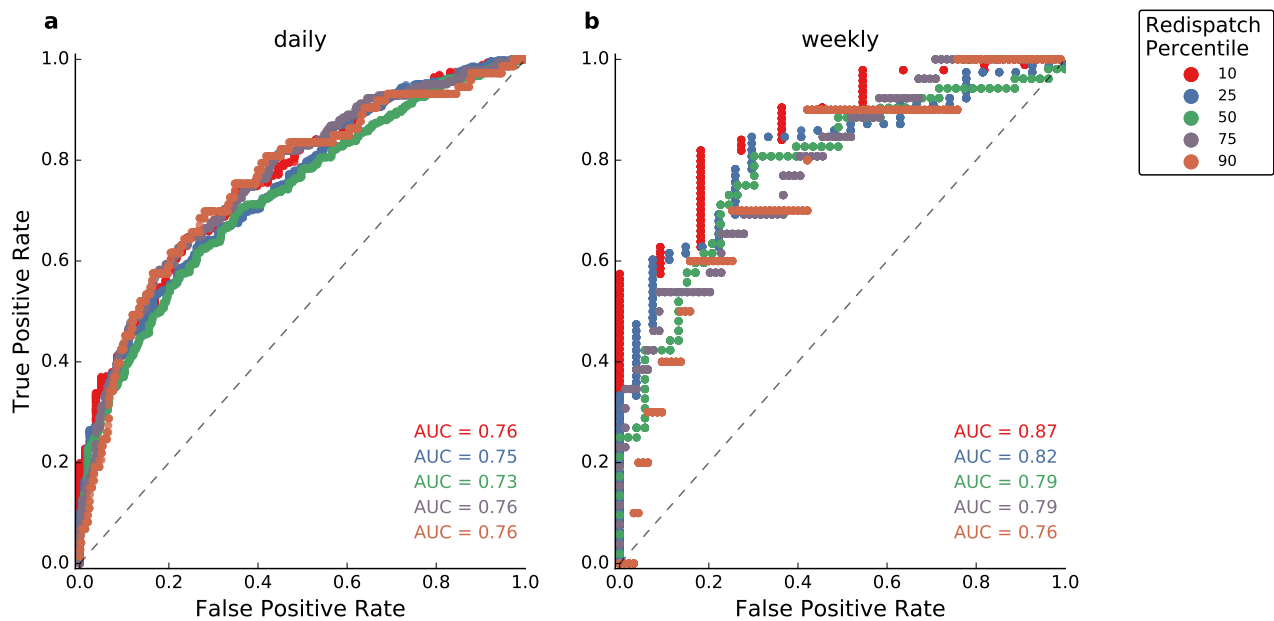 a
daily
True Positive Rate
1.0
0.8
0.6
0.4
0.2
0.0
0.0
0.2
0.4
0.6
0.8
1.0
False Positive Rate
AUC = 0.76
AUC = 0.75
AUC = 0.73
AUC = 0.76
AUC = 0.76
b
weekly
1.0
0.8
0.6
0.4
0.2
0.0
0.0
0.2
0.4
0.6
0.8
1.0
False Positive Rate
AUC = 0.87
AUC = 0.82
AUC = 0.79
AUC = 0.79
AUC = 0.76
Redispatch
Percentile
10
25
50
75
90